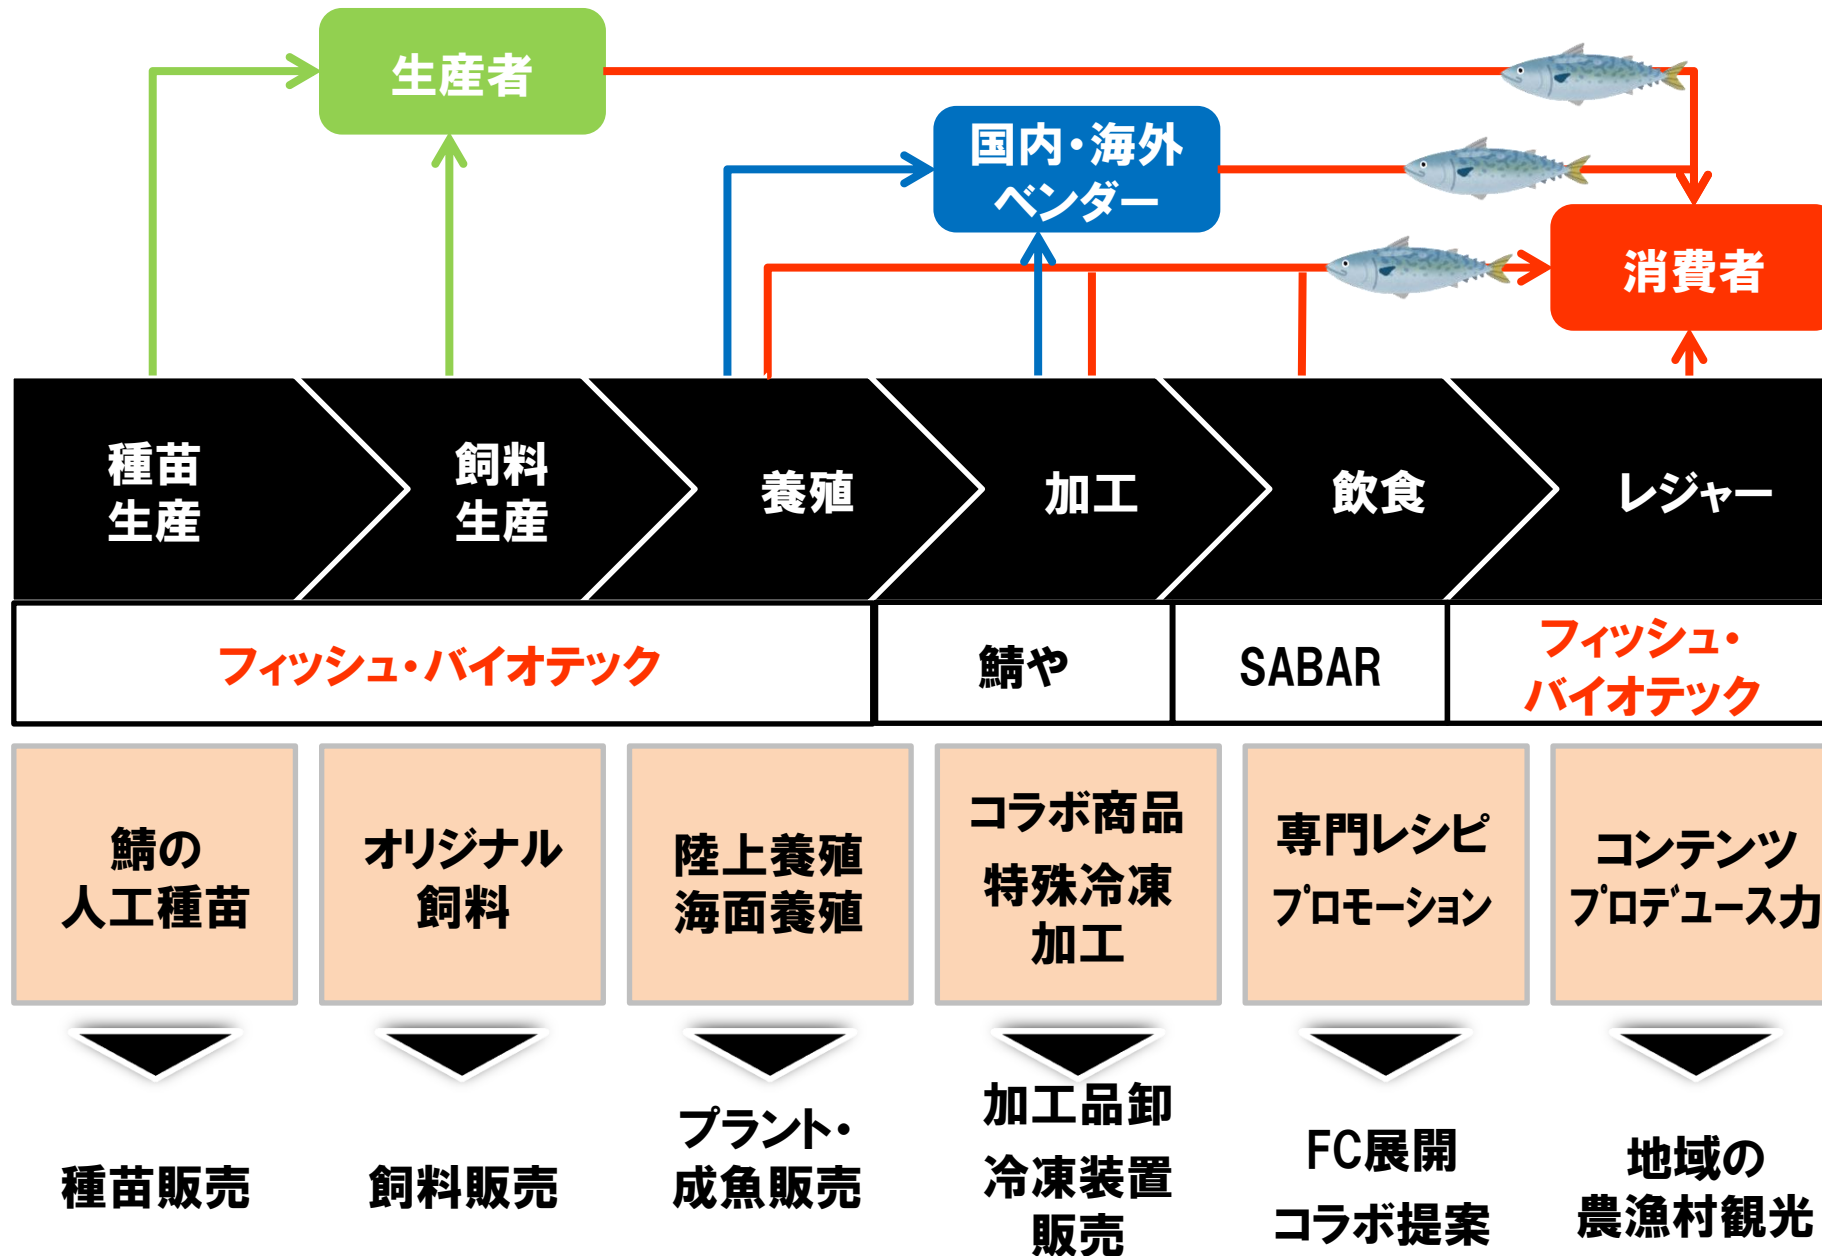 生産者
国内・海外
ベンダー
消費者
種苗
生産
飼料
生産
養殖
加工
飲食
レジャー
フィッシュ・バイオテック
鯖や
SABAR
フィッシュ・
バイオテック
鯖の
人工種苗
オリジナル
飼料
陸上養殖
海面養殖
コラボ商品
特殊冷凍
加工
専門レシピ
プロモーション
コンテンツ
プロデュース力
種苗販売
飼料販売
プラント・
成魚販売
加工品卸
冷凍装置
販売
FC展開
コラボ提案
地域の
農漁村観光